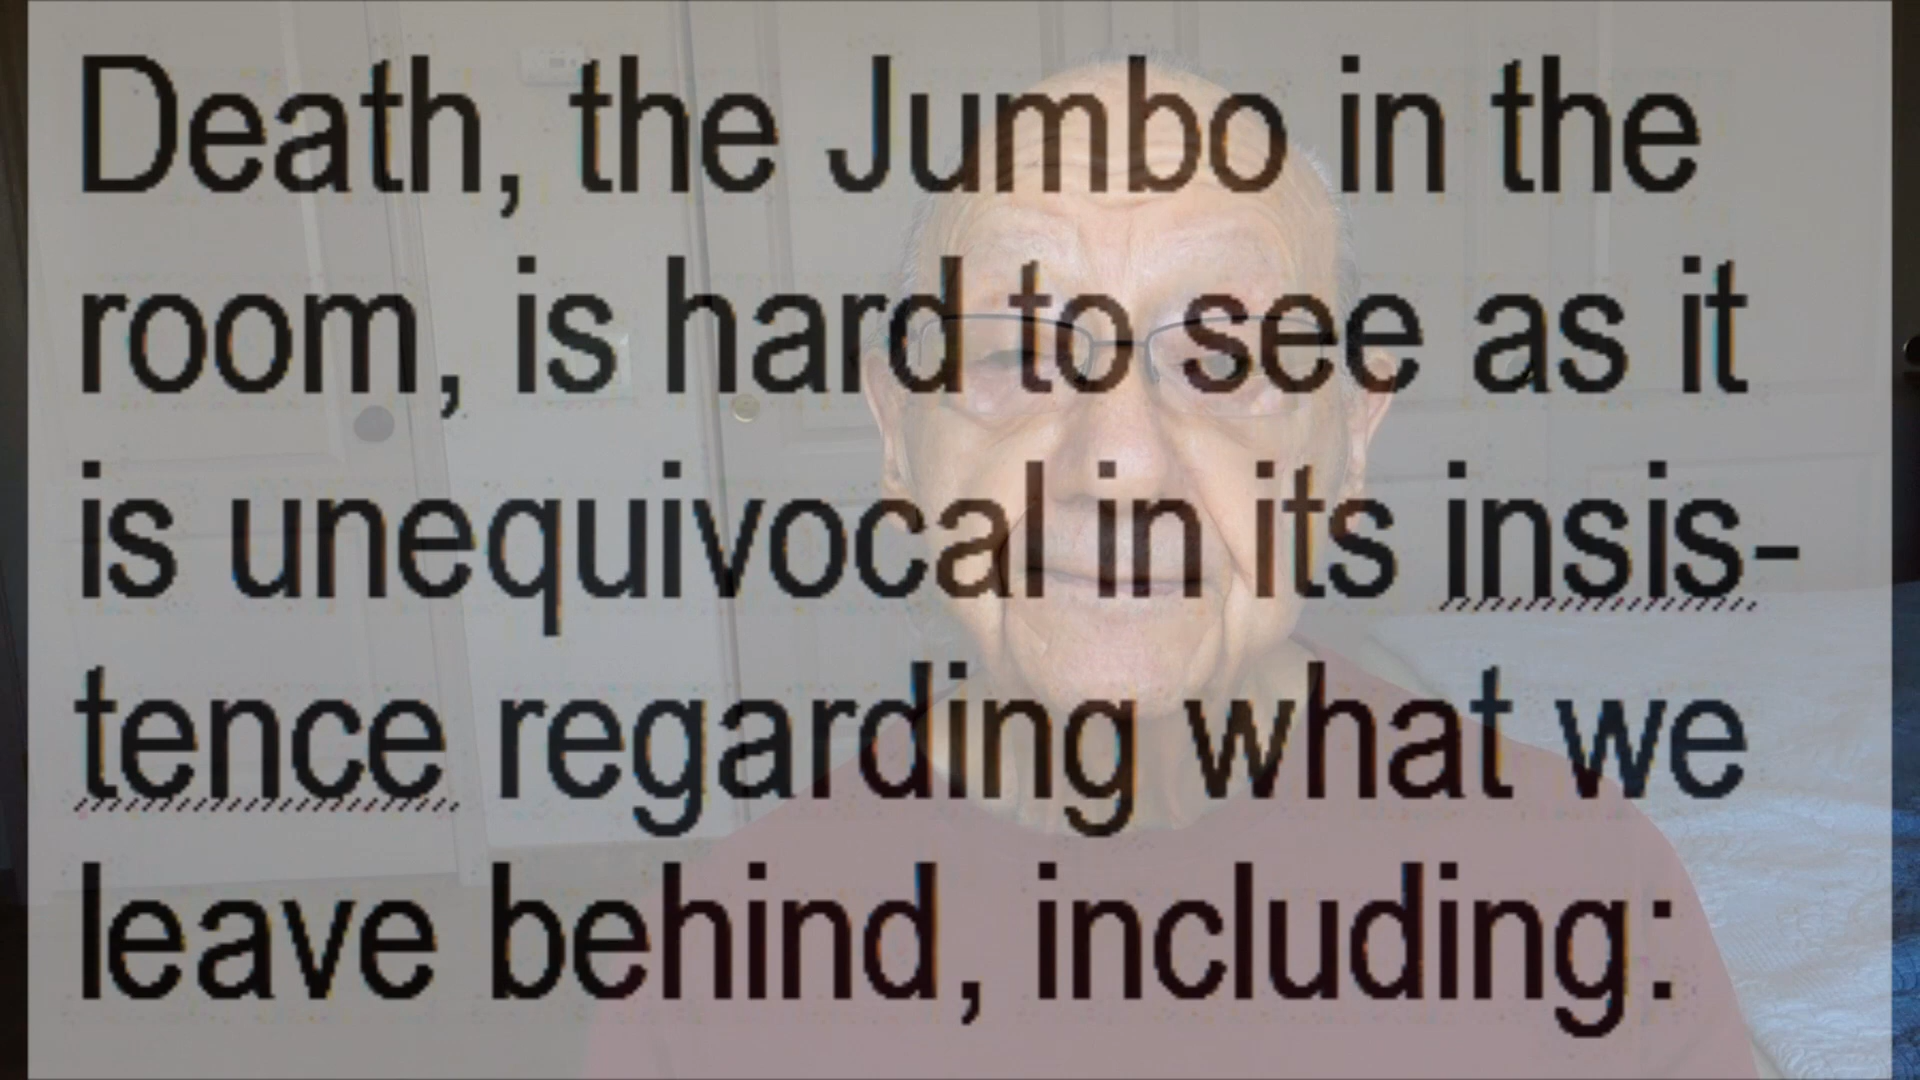 Death, the Jumbo in the
room, is hard to see as it
is unequivocal in its insis-
tence regarding what we
leave behind, including: